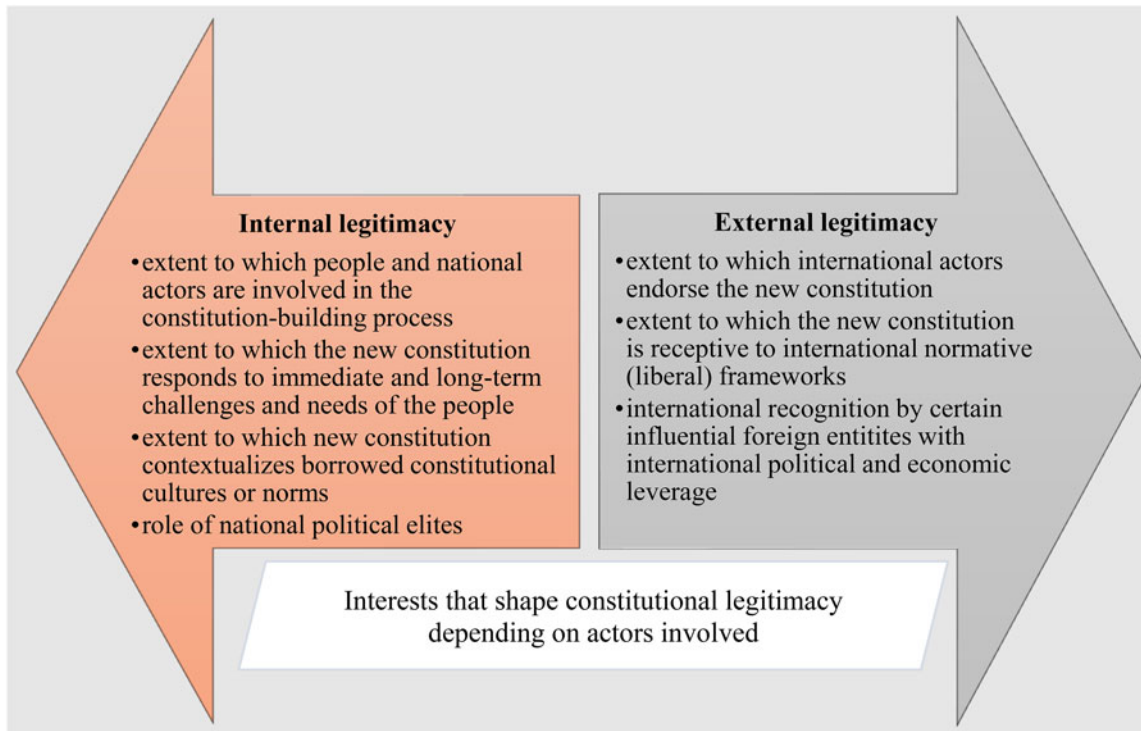 Internal legitimacy
•extent to which people and national
actors are involved in the
constitution-building process
•extent to which the new constitution
responds to immediate and long-term
challenges and needs of the people
•extent to which new constitution
contextualizes borrowed constitutional
cultures or norms
•role of national political elites
External legitimacy
•extent to which international actors
endorse the new constitution
•extent to which the new constitution
is receptive to international normative
(liberal) frameworks
•international recognition by certain
influential foreign entitites with
international political and economic
leverage
Interests that shape constitutional legitimacy
depending on actors involved